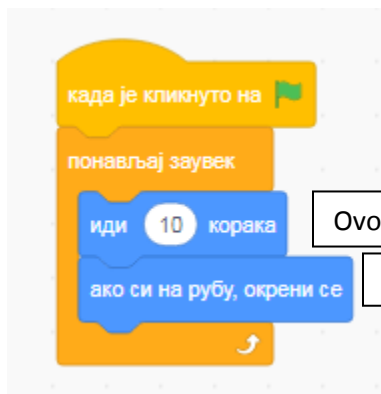 када је кликнуто на
понављај заувек
иди 10 корака
Ovo
ако си на рубу, окрени се